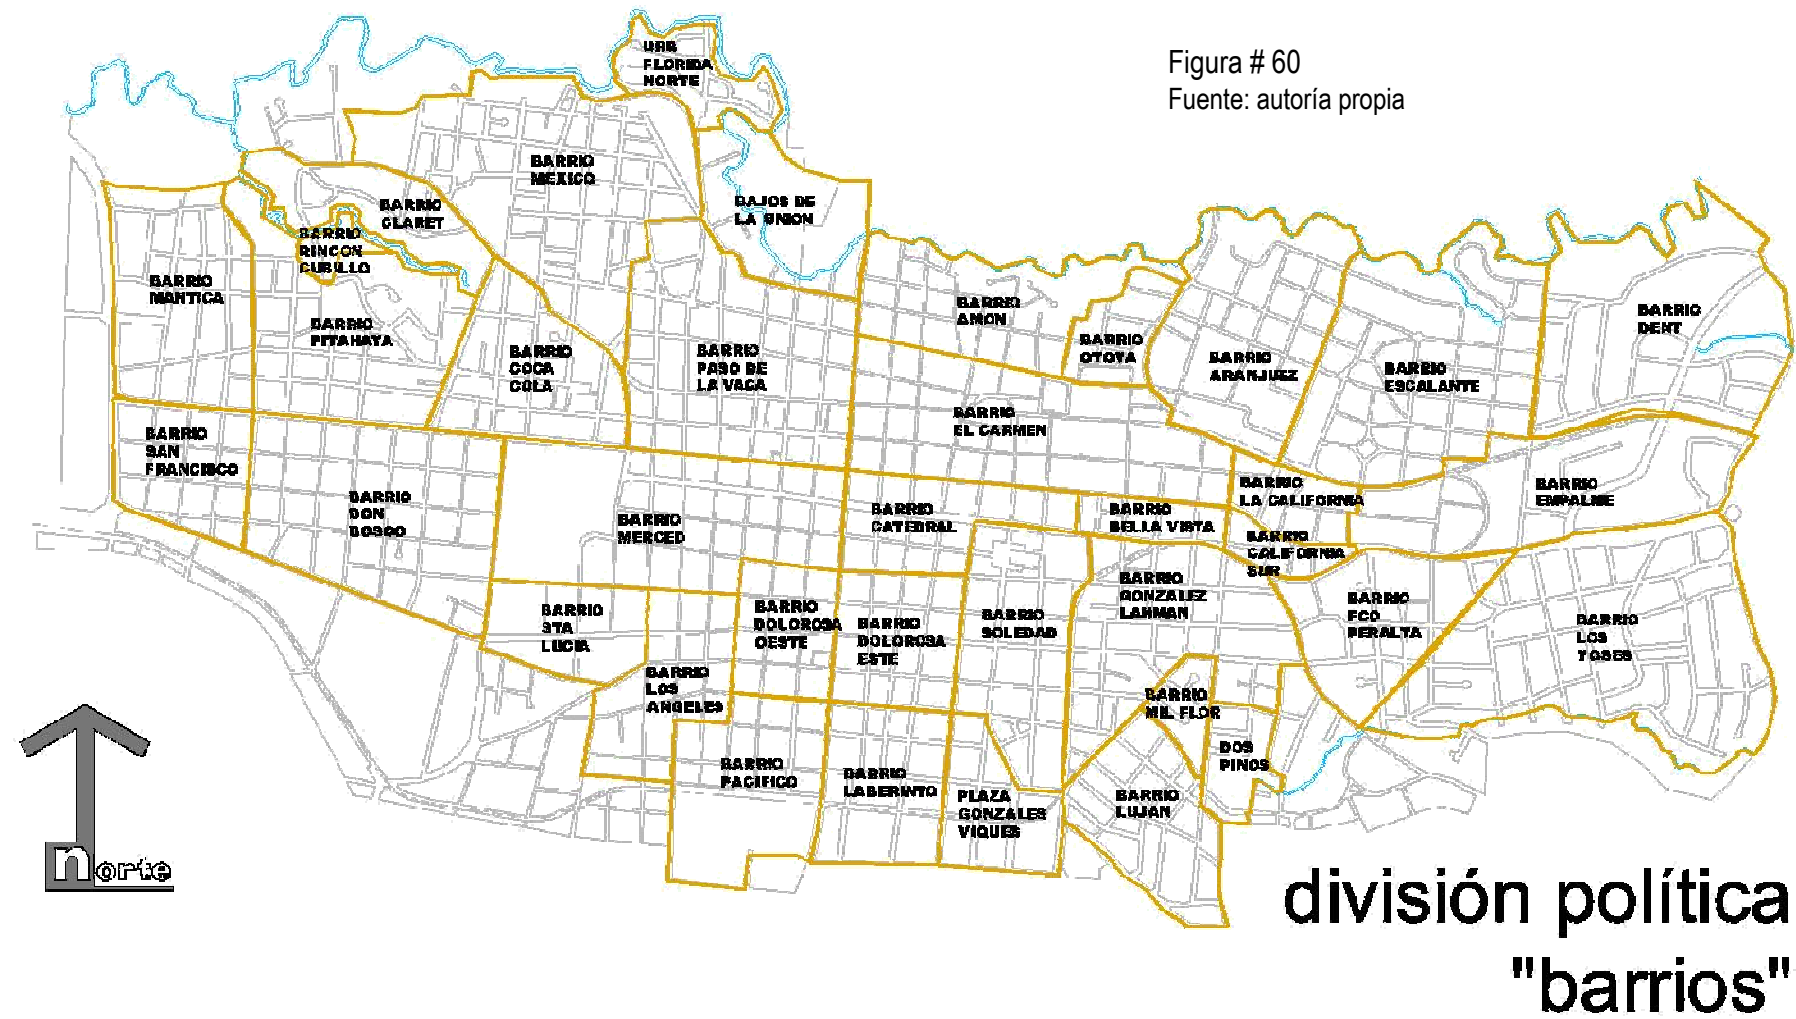 Figura # 60
Fuente: autoría propia
URB
FLORIDA
NORTE
BARRIO
MEXICO
BARRIO
CLARET
BAJOS DE
LA UNION
BARRIO
RINCON
CUBILLO
BARRIO
MANTICA
BARRIO
PITAHAYA
BARRIO
COCA
COLA
BARRIO
PASO DE
LA VACA
BARRIO
AMON
BARRIO
OTOYA
BARRIO
ARANJUEZ
BARRIO
ESCALANTE
BARRIO
DENT
BARRIO
EL CARMEN
BARRIO
SAN
FRANCISCO
BARRIO
DON
BOSCO
BARRIO
MERCED
BARRIO
CATEDRAL
BARRIO
BELLA VISTA
BARRIO
LA CALIFORNIA
BARRIO
CALIFORNIA
SUR
BARRIO
EMPALME
BARRIO
STA
LUCIA
BARRIO
LOS
ANGELES
BARRIO
DOLOROSA
OESTE
BARRIO
DOLOROSA
ESTE
BARRIO
SOLEDAD
BARRIO
GONZALEZ
LAHMAN
BARRIO
FCO
PERALTA
BARRIO
LOS
YOSES
BARRIO
MIL FLOR
DOS
PINOS
BARRIO
PACIFICO
BARRIO
LABERINTO
PLAZA
GONZALES
VIQUES
BARRIO
LUJAN
norte
división política
"barrios"